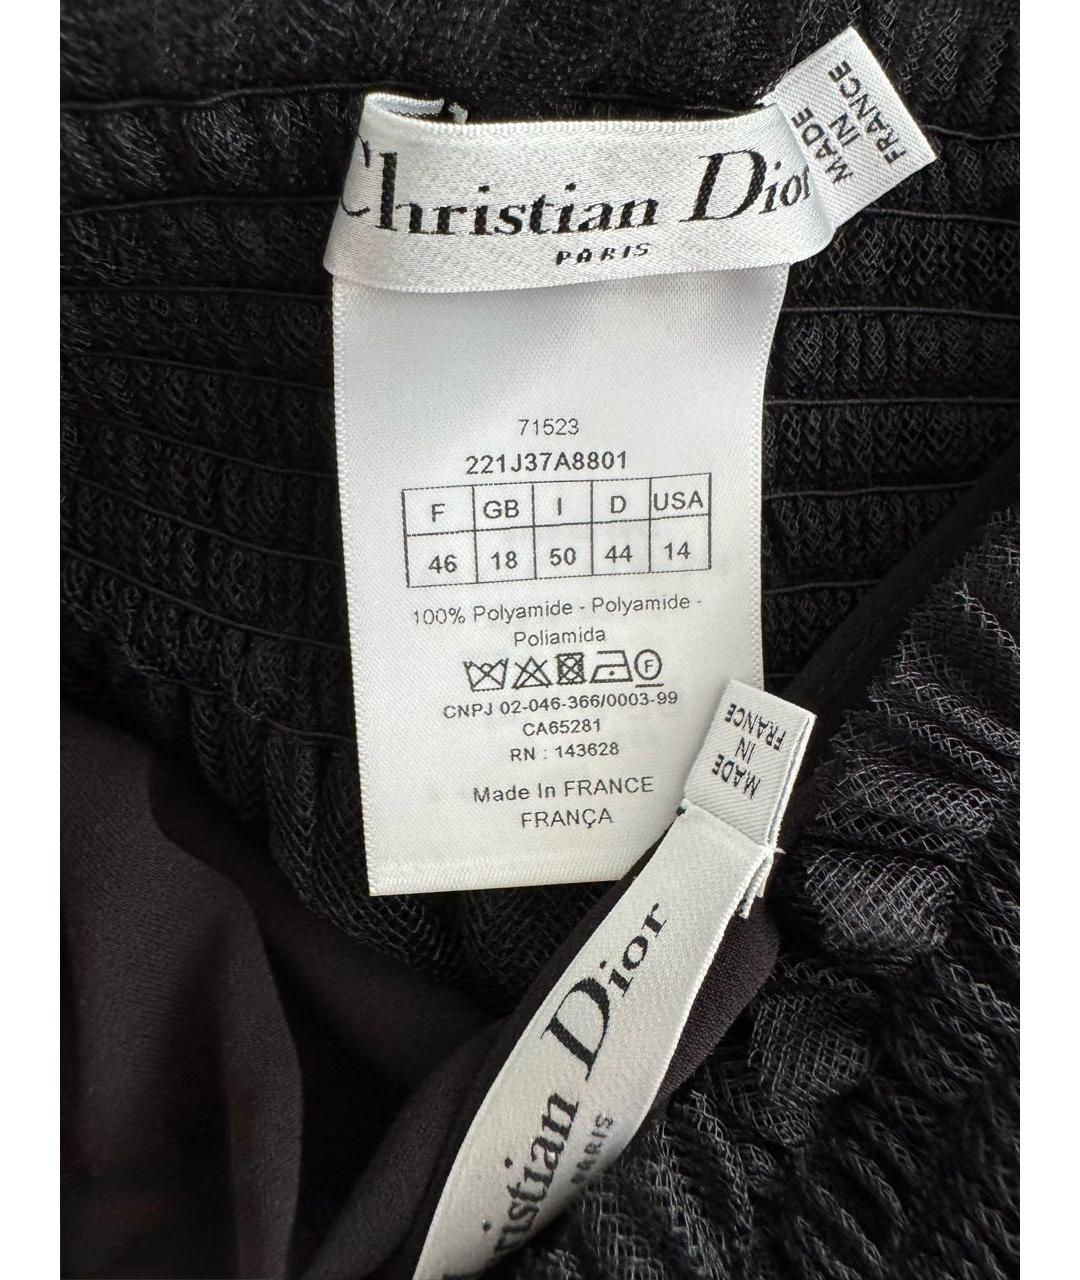 Christian Dior
PARIS
MADE
IN
FRANCE
71523
221J37A8801
F GB I D USA
46 18 50 44 14
100% Polyamide - Polyamide -
Poliamida
F
CNPJ 02-046-366/0003-99
CA65281
RN : 143628
Made In FRANCE
FRANÇA
MADE
IN
FRANCE
ristian Dior
PARIS